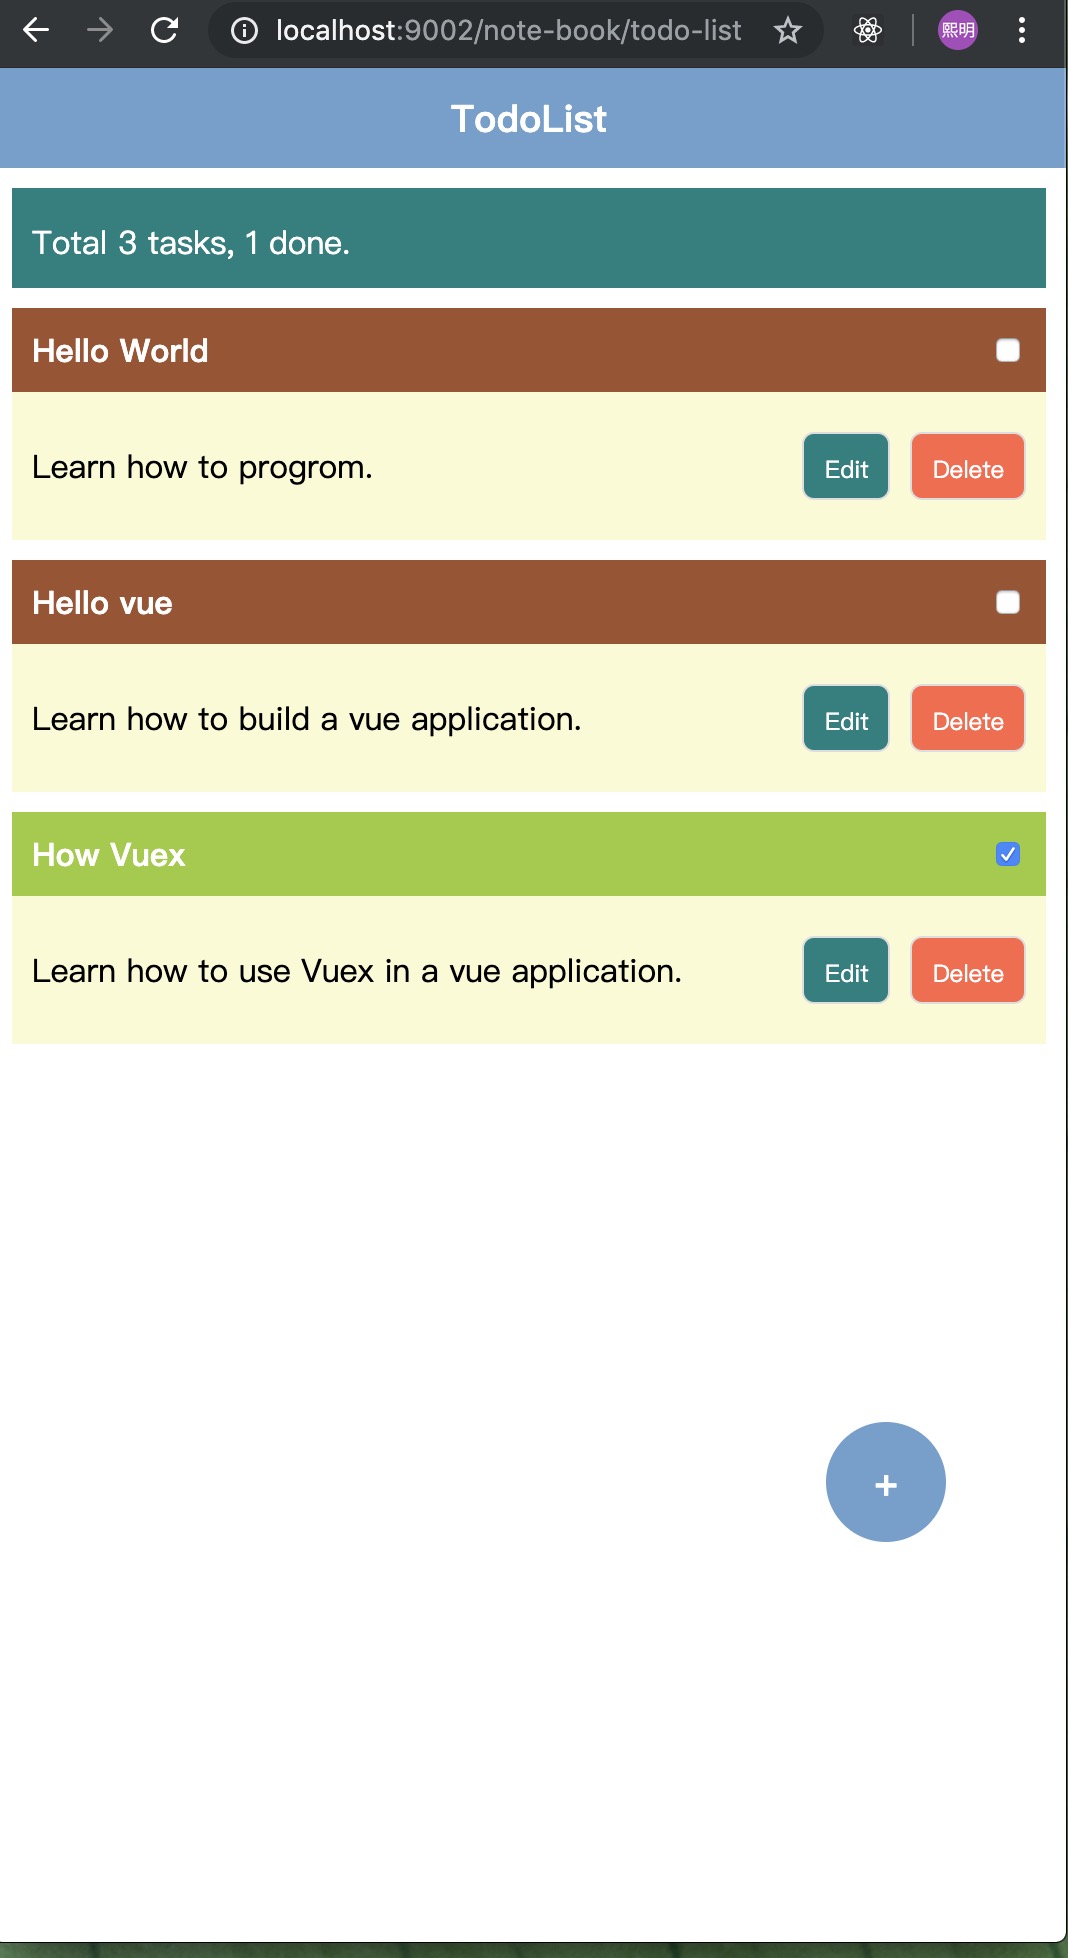 localhost:9002/note-book/todo-list
熙明
TodoList
Total 3 tasks, 1 done.
Hello World
Learn how to progrom.
Edit
Delete
Hello vue
Learn how to build a vue application.
Edit
Delete
How Vuex
Learn how to use Vuex in a vue application.
Edit
Delete
+